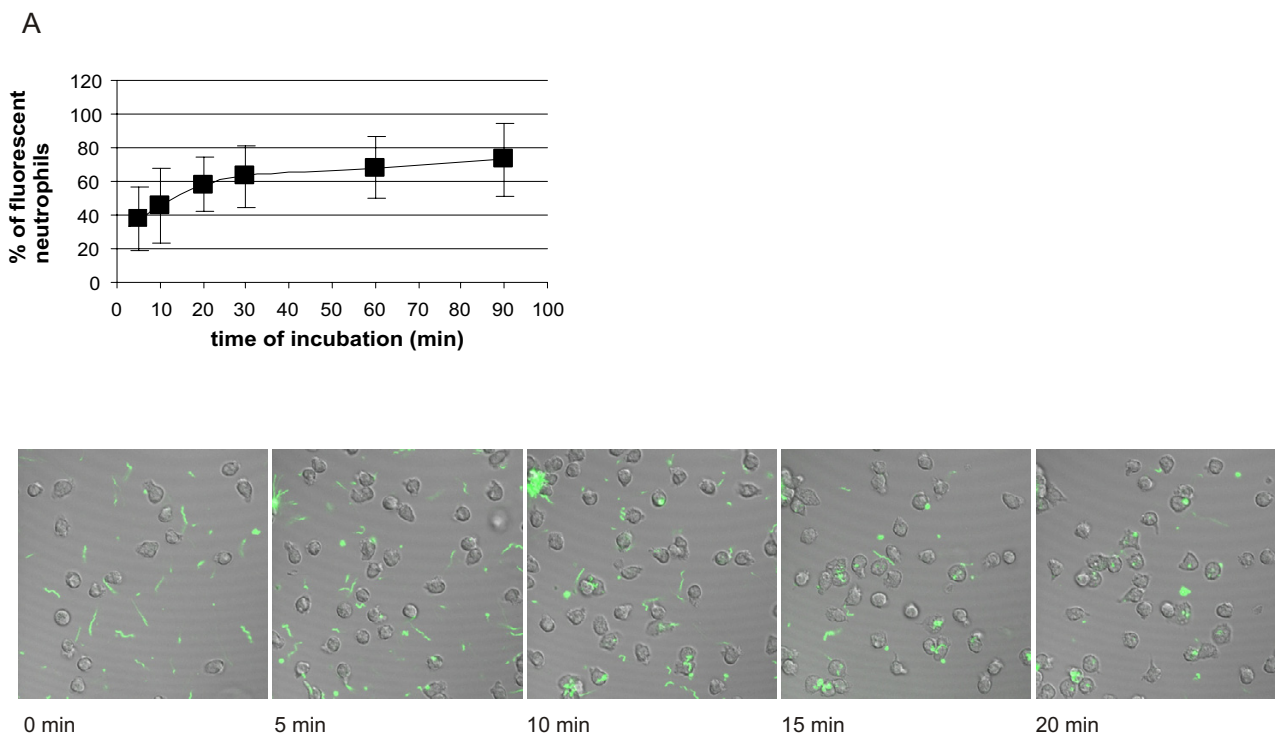 A
120
100
80
60
40
20
0
% of fluorescent
neutrophils
0 10 20 30 40 50 60 70 80 90 100
time of incubation (min)
0 min 5 min 10 min 15 min 20 min